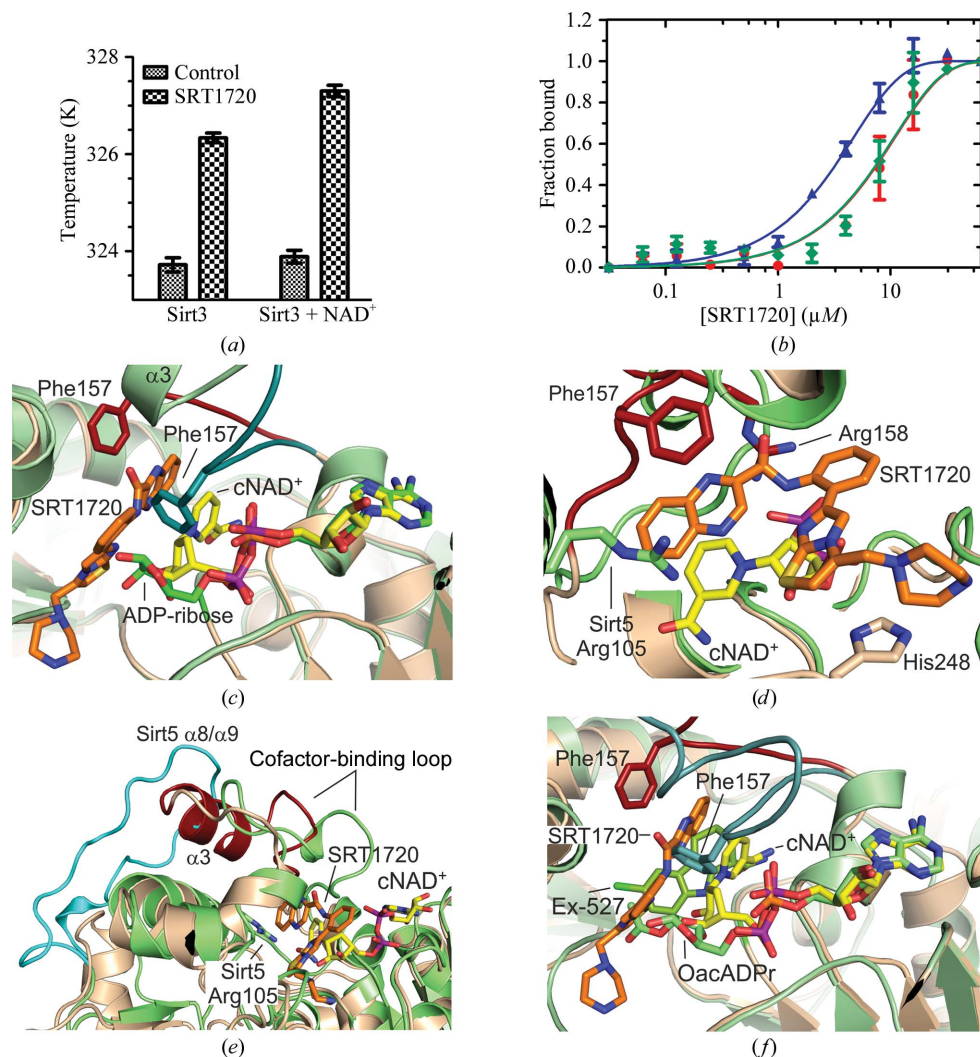 328
326
324
Temperature (K)
Control
SRT1720
Sirt3
Sirt3 + NAD⁺
(a)
1.2
1.0
0.8
0.6
0.4
0.2
0.0
Fraction bound
0.1
1
10
[SRT1720] (μM)
(b)
α3
Phe157
Phe157
cNAD⁺
SRT1720
ADP-ribose
(c)
Phe157
Arg158
SRT1720
Sirt5
Arg105
cNAD⁺
His248
(d)
Sirt5 α8/α9
Cofactor-binding loop
α3
SRT1720
cNAD⁺
Sirt5
Arg105
(e)
Phe157
Phe157
SRT1720
cNAD⁺
Ex-527
OacADPr
(f)